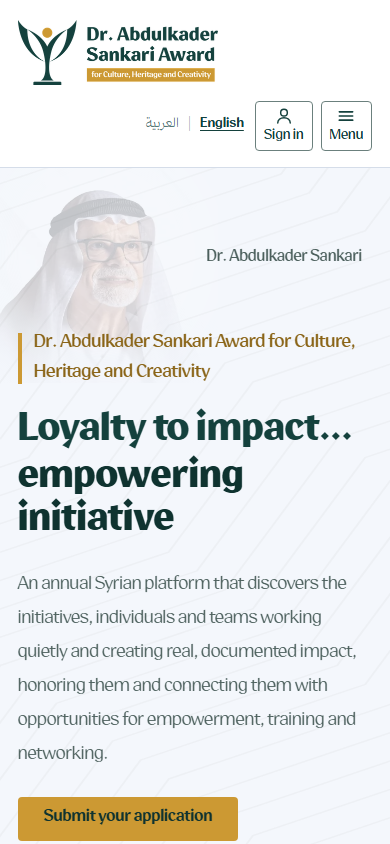 Dr. Abdulkader
Sankari Award
for Culture, Heritage and Creativity
العربية
English
Sign in
Menu
Dr. Abdulkader Sankari
Dr. Abdulkader Sankari Award for Culture,
Heritage and Creativity
Loyalty to impact...
empowering
initiative
An annual Syrian platform that discovers the
initiatives, individuals and teams working
quietly and creating real, documented impact,
honoring them and connecting them with
opportunities for empowerment, training and
networking.
Submit your application